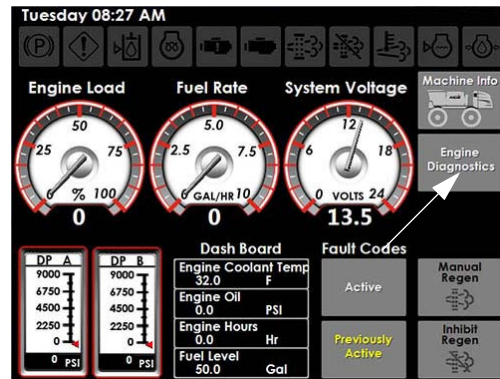 Tuesday 08:27 AM
(P)
Engine Load
Fuel Rate
System Voltage
Machine Info
50
25
75
0 % 100
0
5.0
2.5
7.5
0 GAL/HR 10
0
12
6
18
0 VOLTS 24
13.5
Engine
Diagnostics
DP A
9000
6750
4500
2250
0
0 PSI
DP B
9000
6750
4500
2250
0
0 PSI
Dash Board
Engine Coolant Temp
32.0 F
Engine Oil
0.0 PSI
Engine Hours
0.0 Hr
Fuel Level
50.0 Gal
Fault Codes
Active
Previously
Active
Manual
Regen
Inhibit
Regen